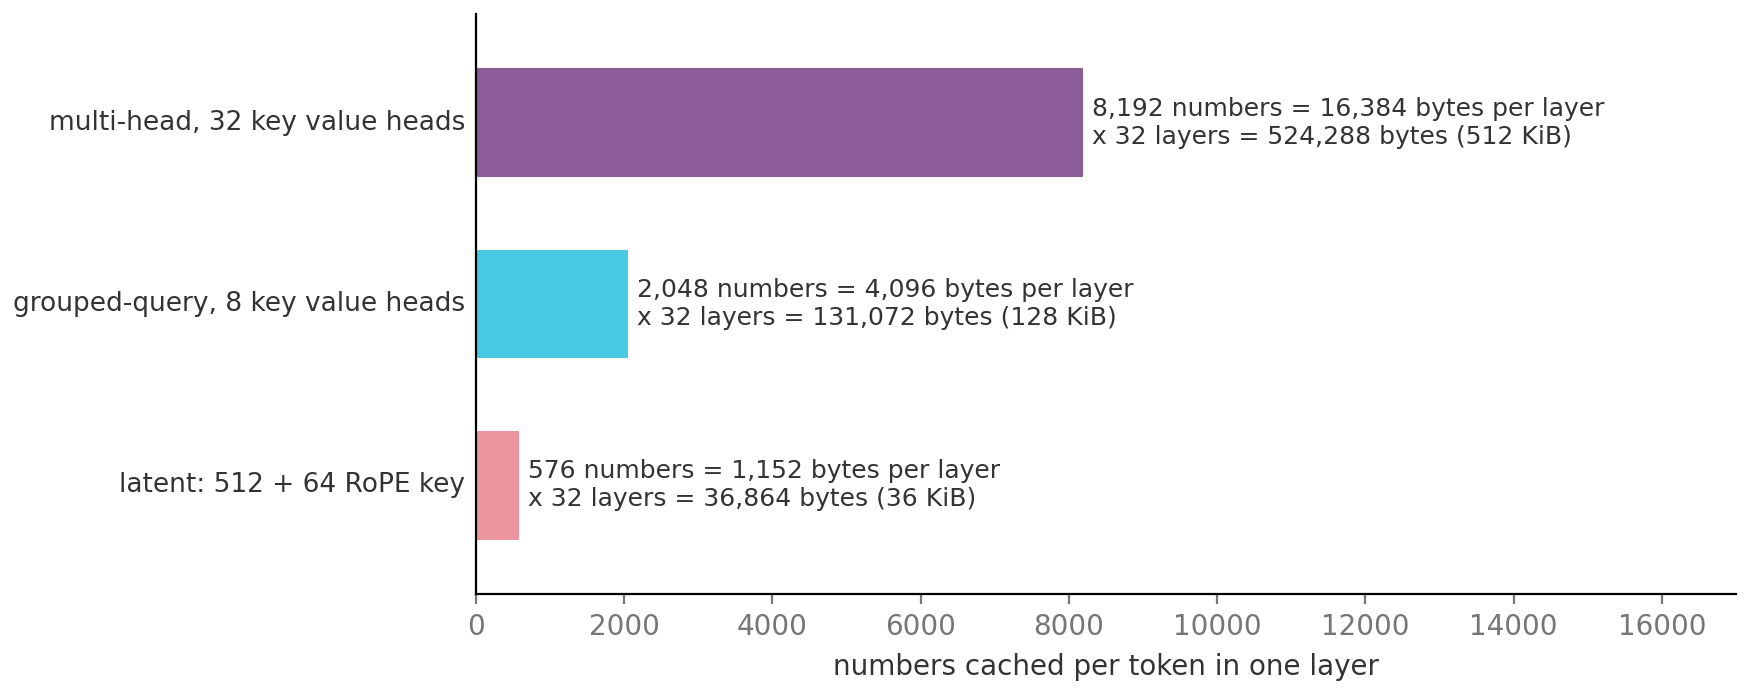 multi-head, 32 key value heads
8,192 numbers = 16,384 bytes per layer
x 32 layers = 524,288 bytes (512 KiB)
grouped-query, 8 key value heads
2,048 numbers = 4,096 bytes per layer
x 32 layers = 131,072 bytes (128 KiB)
latent: 512 + 64 RoPE key
576 numbers = 1,152 bytes per layer
x 32 layers = 36,864 bytes (36 KiB)
0 2000 4000 6000 8000 10000 12000 14000 16000
numbers cached per token in one layer